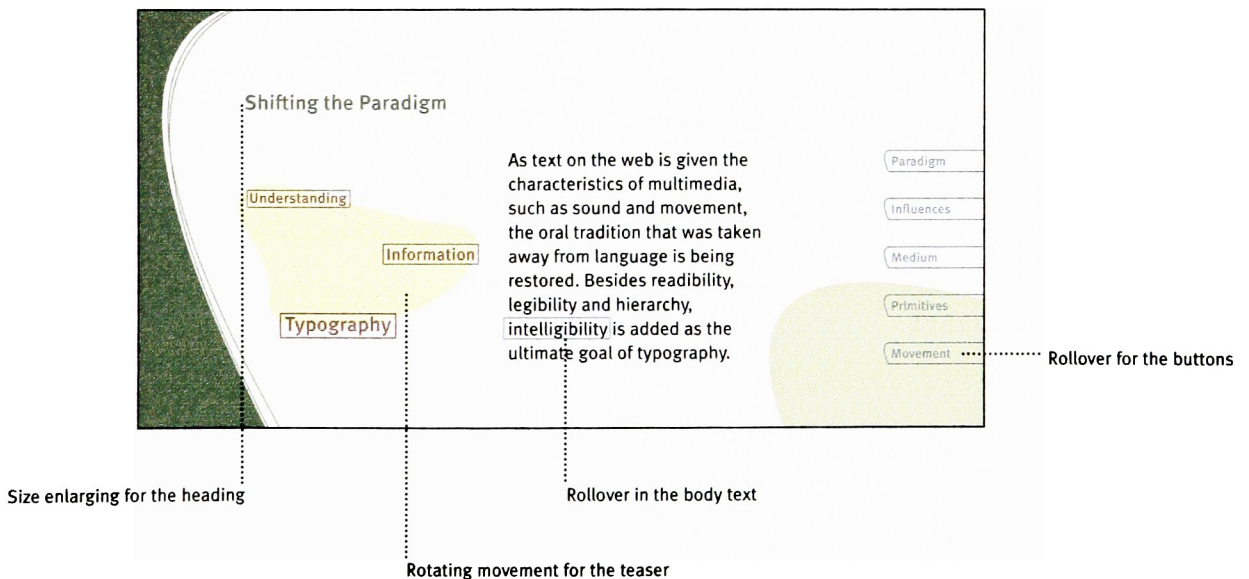 Shifting the Paradigm
Understanding
Information
Typography
As text on the web is given the
characteristics of multimedia,
such as sound and movement,
the oral tradition that was taken
away from language is being
restored. Besides readibility,
legibility and hierarchy,
intelligibility is added as the
ultimate goal of typography.
Paradigm
Influences
Medium
Primitives
Movement
Rollover for the buttons
Size enlarging for the heading
Rollover in the body text
Rotating movement for the teaser